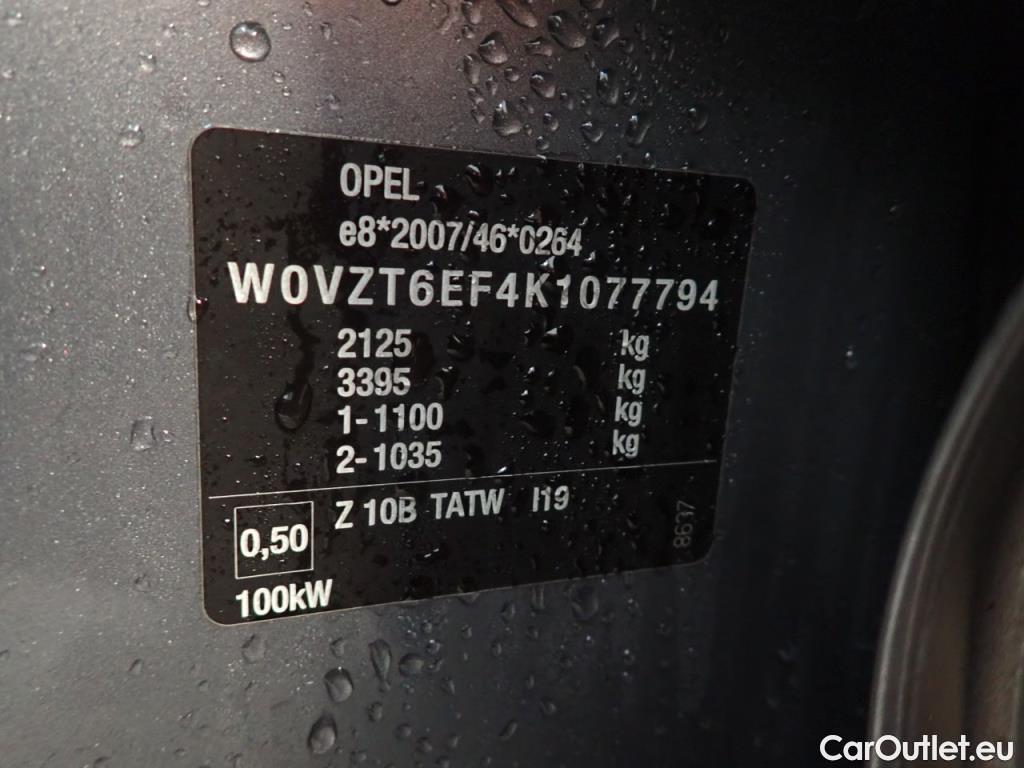 OPEL
e8*2007/46*0264
W0VZT6EF4K1077794
2125 kg
3395 kg
1-1100 kg
2-1035 kg
Z 10B TATW I19
0,50
8637
100kW
CarOutlet.eu